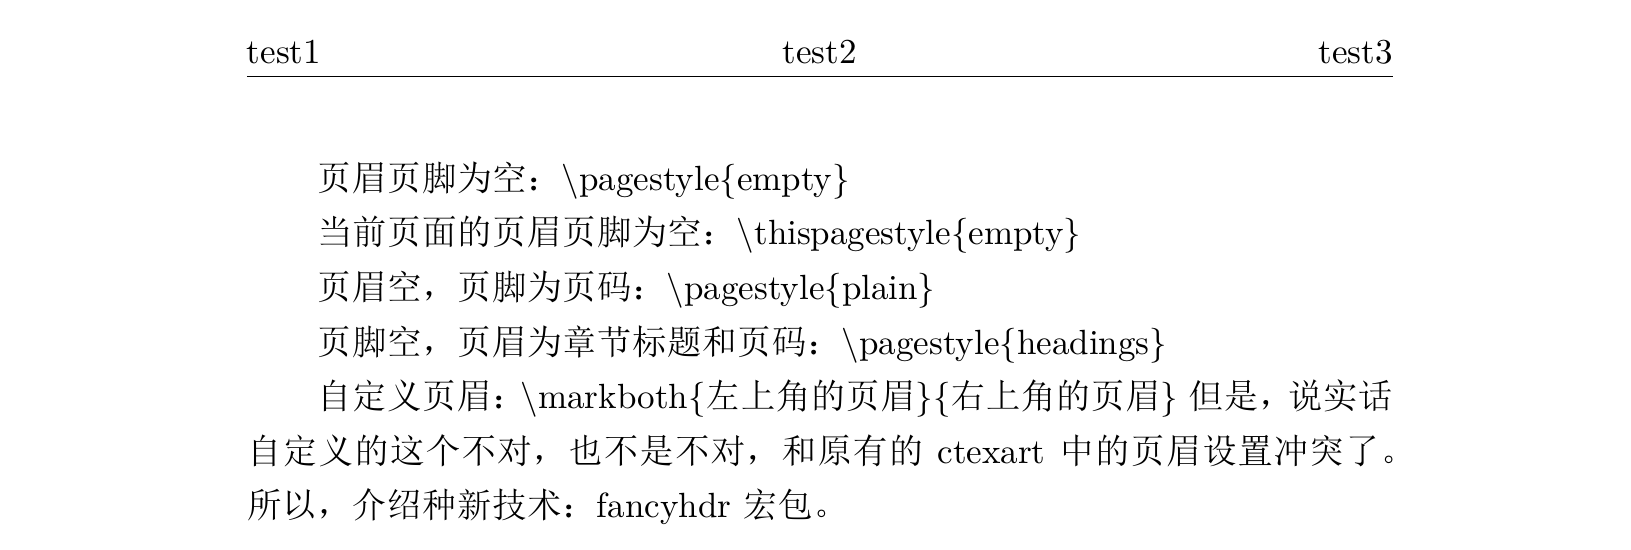 test1 test2 test3
页眉页脚为空：\pagestyle{empty}
当前页面的页眉页脚为空：\thispagestyle{empty}
页眉空，页脚为页码：\pagestyle{plain}
页脚空，页眉为章节标题和页码：\pagestyle{headings}
自定义页眉：\markboth{左上角的页眉}{右上角的页眉} 但是，说实话
自定义的这个不对，也不是不对，和原有的 ctexart 中的页眉设置冲突了。
所以，介绍种新技术：fancyhdr 宏包。